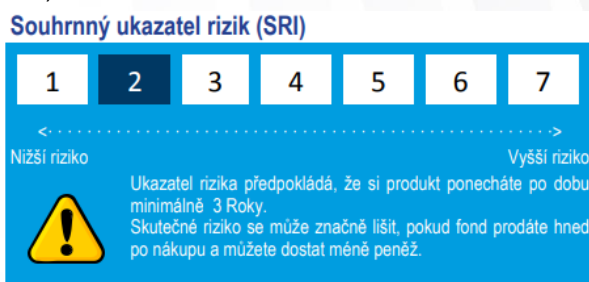 Souhrnný ukazatel rizik (SRI)
1 2 3 4 5 6 7
<· · · · · · · · · · · · · · · · · · · · · · · · · · · · · · · · · · · · · · · · · · · · · · · · · · ·>
Nižší riziko Vyšší riziko
Ukazatel rizika předpokládá, že si produkt ponecháte po dobu
minimálně 3 Roky.
Skutečné riziko se může značně lišit, pokud fond prodáte hned
po nákupu a můžete dostat méně peněž.